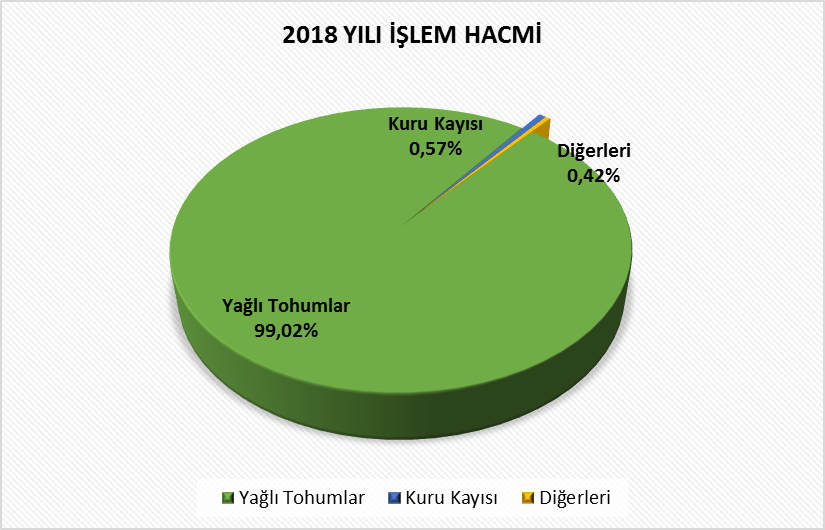 2018 YILI İŞLEM HACMİ
Kuru Kayısı
0,57%
Diğerleri
0,42%
Yağlı Tohumlar
99,02%
Yağlı Tohumlar Kuru Kayısı Diğerleri